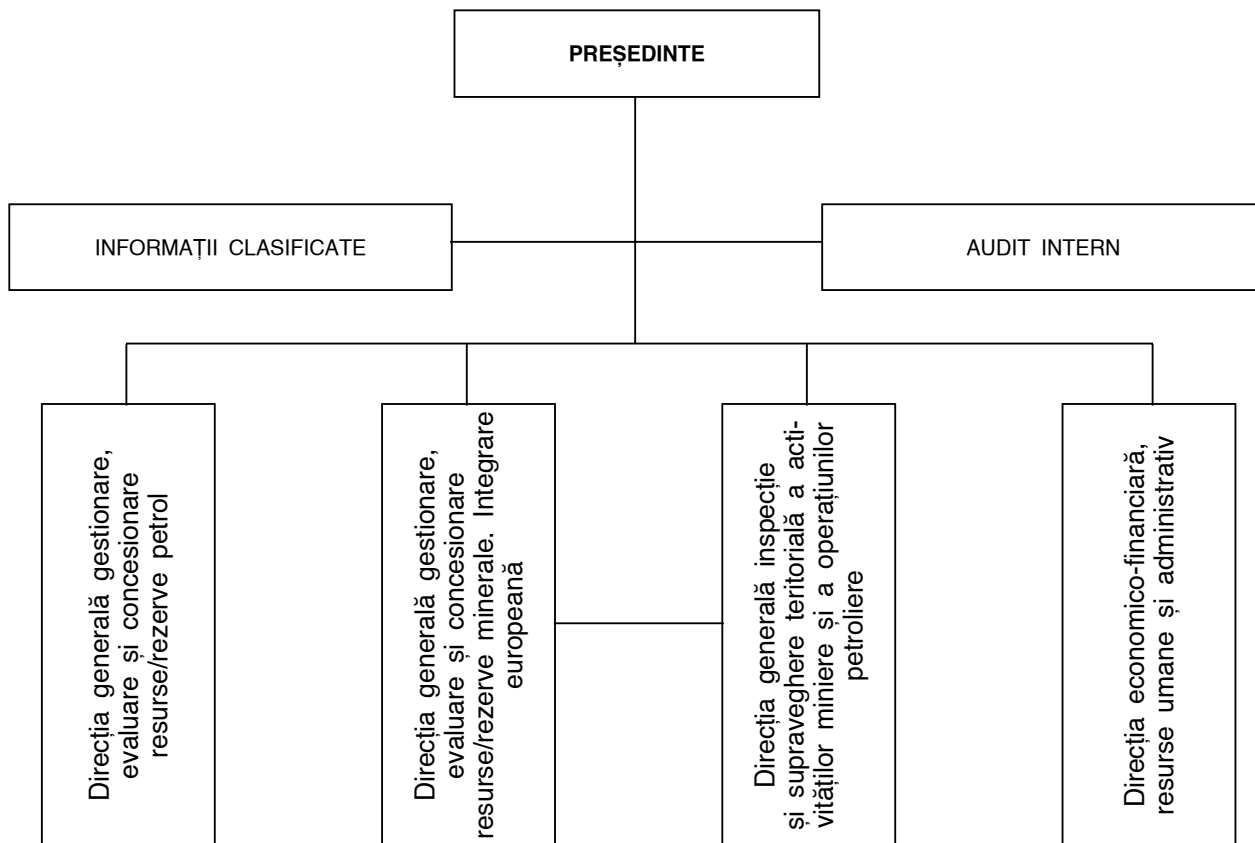 PREȘEDINTE
INFORMAȚII CLASIFICATE
AUDIT INTERN
Direcția generală gestionare,
evaluare și concesionare
resurse/rezerve petrol
Direcția generală gestionare,
evaluare și concesionare
resurse/rezerve minerale. Integrare
europeană
Direcția generală inspecție
și supraveghere teritorială a acti-
vităților miniere și a operațiunilor
petroliere
Direcția economico-financiară,
resurse umane și administrativ